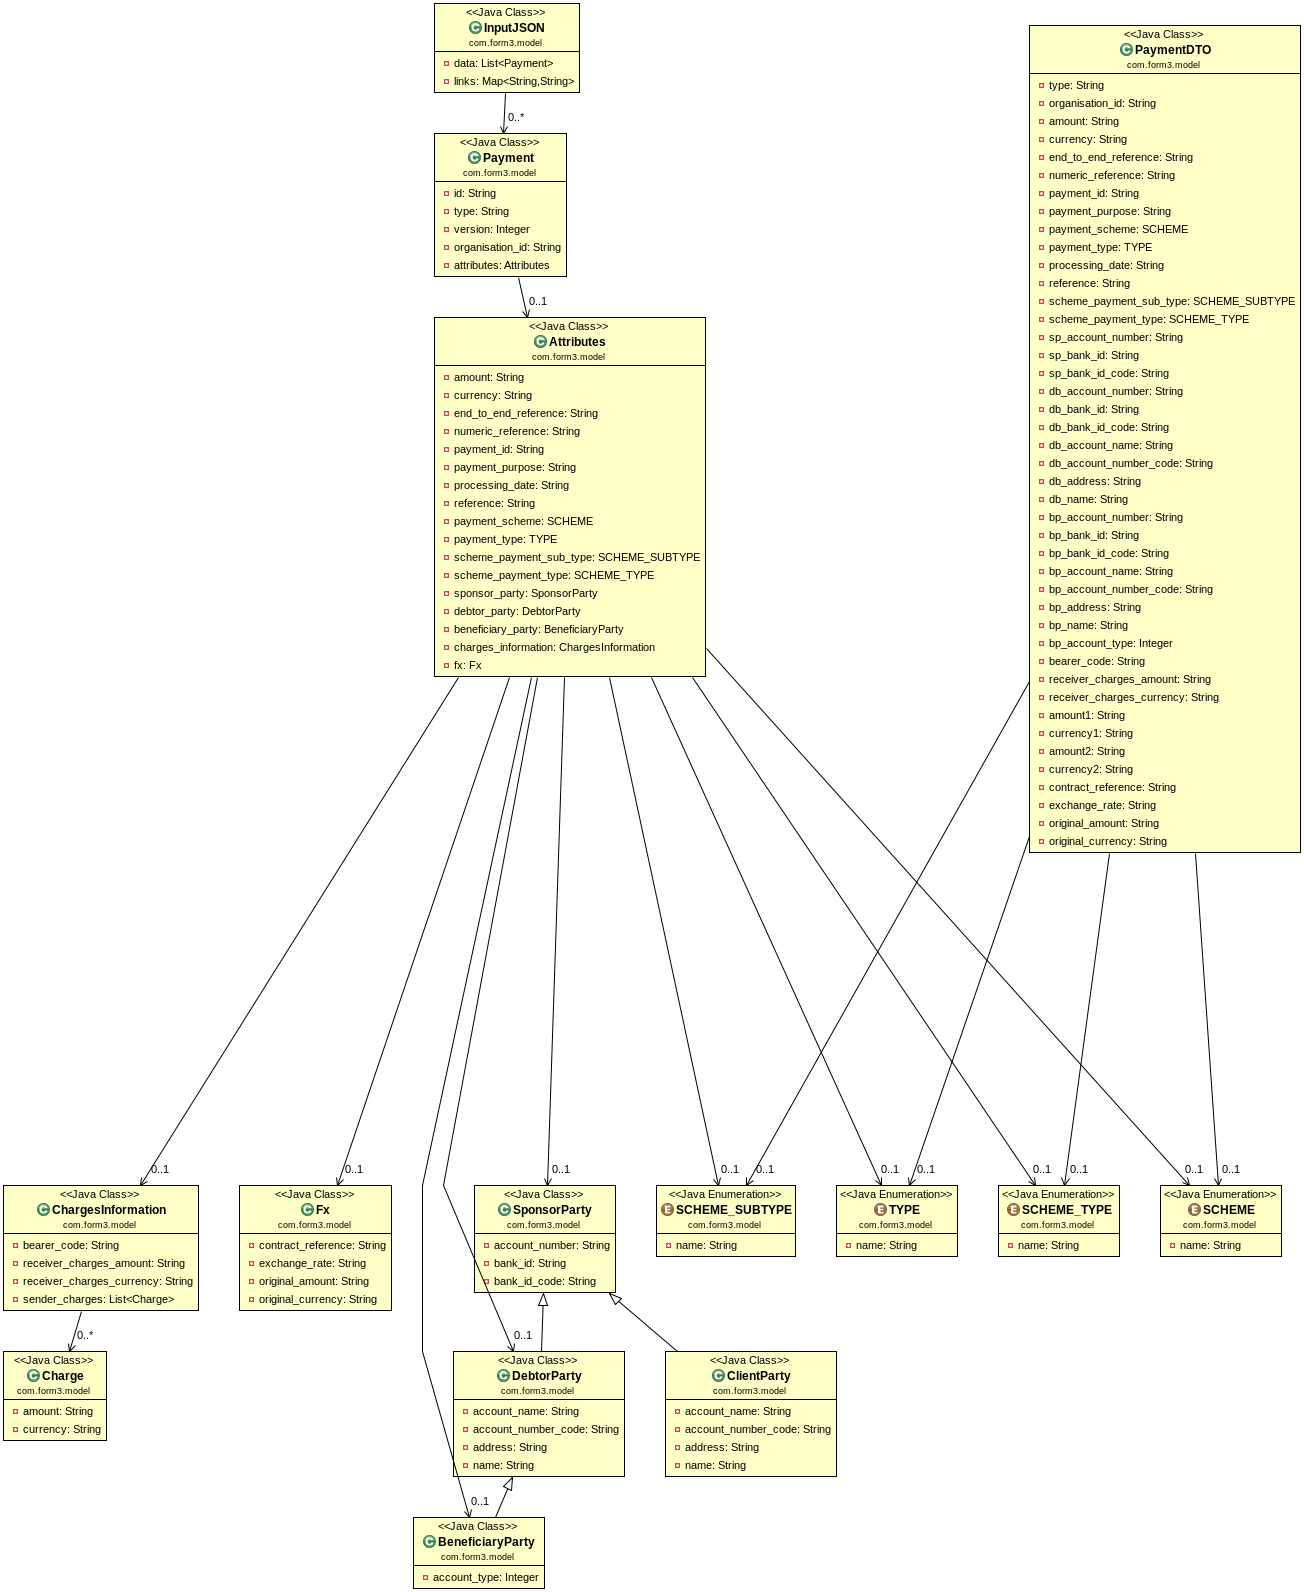 <<Java Class>>
InputJSON
com.form3.model
data: List<Payment>
links: Map<String,String>
0..*
<<Java Class>>
Payment
com.form3.model
id: String
type: String
version: Integer
organisation_id: String
attributes: Attributes
0..1
<<Java Class>>
Attributes
com.form3.model
amount: String
currency: String
end_to_end_reference: String
numeric_reference: String
payment_id: String
payment_purpose: String
processing_date: String
reference: String
payment_scheme: SCHEME
payment_type: TYPE
scheme_payment_sub_type: SCHEME_SUBTYPE
scheme_payment_type: SCHEME_TYPE
sponsor_party: SponsorParty
debtor_party: DebtorParty
beneficiary_party: BeneficiaryParty
charges_information: ChargesInformation
fx: Fx
<<Java Class>>
PaymentDTO
com.form3.model
type: String
organisation_id: String
amount: String
currency: String
end_to_end_reference: String
numeric_reference: String
payment_id: String
payment_purpose: String
payment_scheme: SCHEME
payment_type: TYPE
processing_date: String
reference: String
scheme_payment_sub_type: SCHEME_SUBTYPE
scheme_payment_type: SCHEME_TYPE
sp_account_number: String
sp_bank_id: String
sp_bank_id_code: String
db_account_number: String
db_bank_id: String
db_bank_id_code: String
db_account_name: String
db_account_number_code: String
db_address: String
db_name: String
bp_account_number: String
bp_bank_id: String
bp_bank_id_code: String
bp_account_name: String
bp_account_number_code: String
bp_address: String
bp_name: String
bp_account_type: Integer
bearer_code: String
receiver_charges_amount: String
receiver_charges_currency: String
amount1: String
currency1: String
amount2: String
currency2: String
contract_reference: String
exchange_rate: String
original_amount: String
original_currency: String
0..1
0..1
0..1
0..1
0..1
0..1
0..1
0..1
0..1
0..1
0..1
<<Java Class>>
ChargesInformation
com.form3.model
bearer_code: String
receiver_charges_amount: String
receiver_charges_currency: String
sender_charges: List<Charge>
<<Java Class>>
Fx
com.form3.model
contract_reference: String
exchange_rate: String
original_amount: String
original_currency: String
<<Java Class>>
SponsorParty
com.form3.model
account_number: String
bank_id: String
bank_id_code: String
<<Java Enumeration>>
SCHEME_SUBTYPE
com.form3.model
name: String
<<Java Enumeration>>
TYPE
com.form3.model
name: String
<<Java Enumeration>>
SCHEME_TYPE
com.form3.model
name: String
<<Java Enumeration>>
SCHEME
com.form3.model
name: String
0..*
0..1
<<Java Class>>
Charge
com.form3.model
amount: String
currency: String
<<Java Class>>
DebtorParty
com.form3.model
account_name: String
account_number_code: String
address: String
name: String
<<Java Class>>
ClientParty
com.form3.model
account_name: String
account_number_code: String
address: String
name: String
0..1
<<Java Class>>
BeneficiaryParty
com.form3.model
account_type: Integer